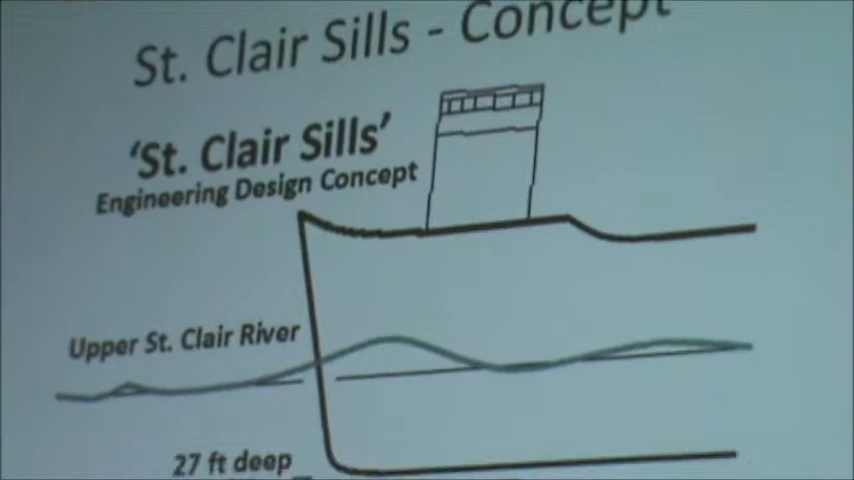 St. Clair Sills - Concept
'St. Clair Sills'
Engineering Design Concept
Upper St. Clair River
27 ft deep